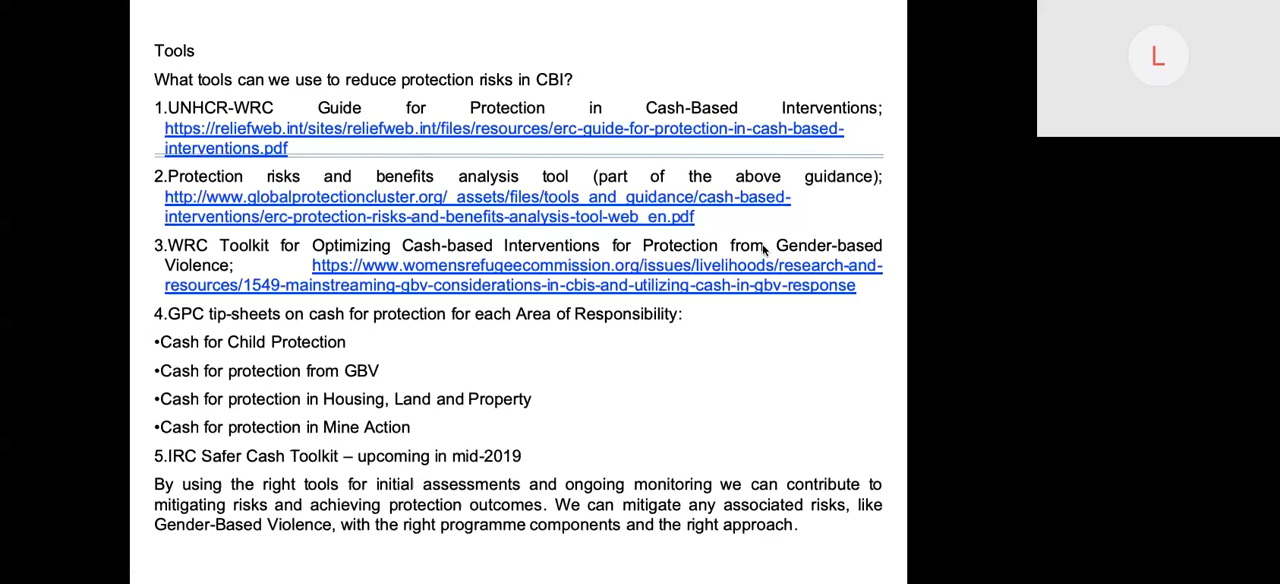 Tools
What tools can we use to reduce protection risks in CBI?
1.UNHCR-WRC Guide for Protection in Cash-Based Interventions;
https://reliefweb.int/sites/reliefweb.int/files/resources/erc-guide-for-protection-in-cash-based-
interventions.pdf
2.Protection risks and benefits analysis tool (part of the above guidance);
http://www.globalprotectioncluster.org/_assets/files/tools_and_guidance/cash-based-
interventions/erc-protection-risks-and-benefits-analysis-tool-web_en.pdf
3.WRC Toolkit for Optimizing Cash-based Interventions for Protection from Gender-based
Violence; https://www.womensrefugeecommission.org/issues/livelihoods/research-and-
resources/1549-mainstreaming-gbv-considerations-in-cbis-and-utilizing-cash-in-gbv-response
4.GPC tip-sheets on cash for protection for each Area of Responsibility:
•Cash for Child Protection
•Cash for protection from GBV
•Cash for protection in Housing, Land and Property
•Cash for protection in Mine Action
5.IRC Safer Cash Toolkit – upcoming in mid-2019
By using the right tools for initial assessments and ongoing monitoring we can contribute to
mitigating risks and achieving protection outcomes. We can mitigate any associated risks, like
Gender-Based Violence, with the right programme components and the right approach.
L